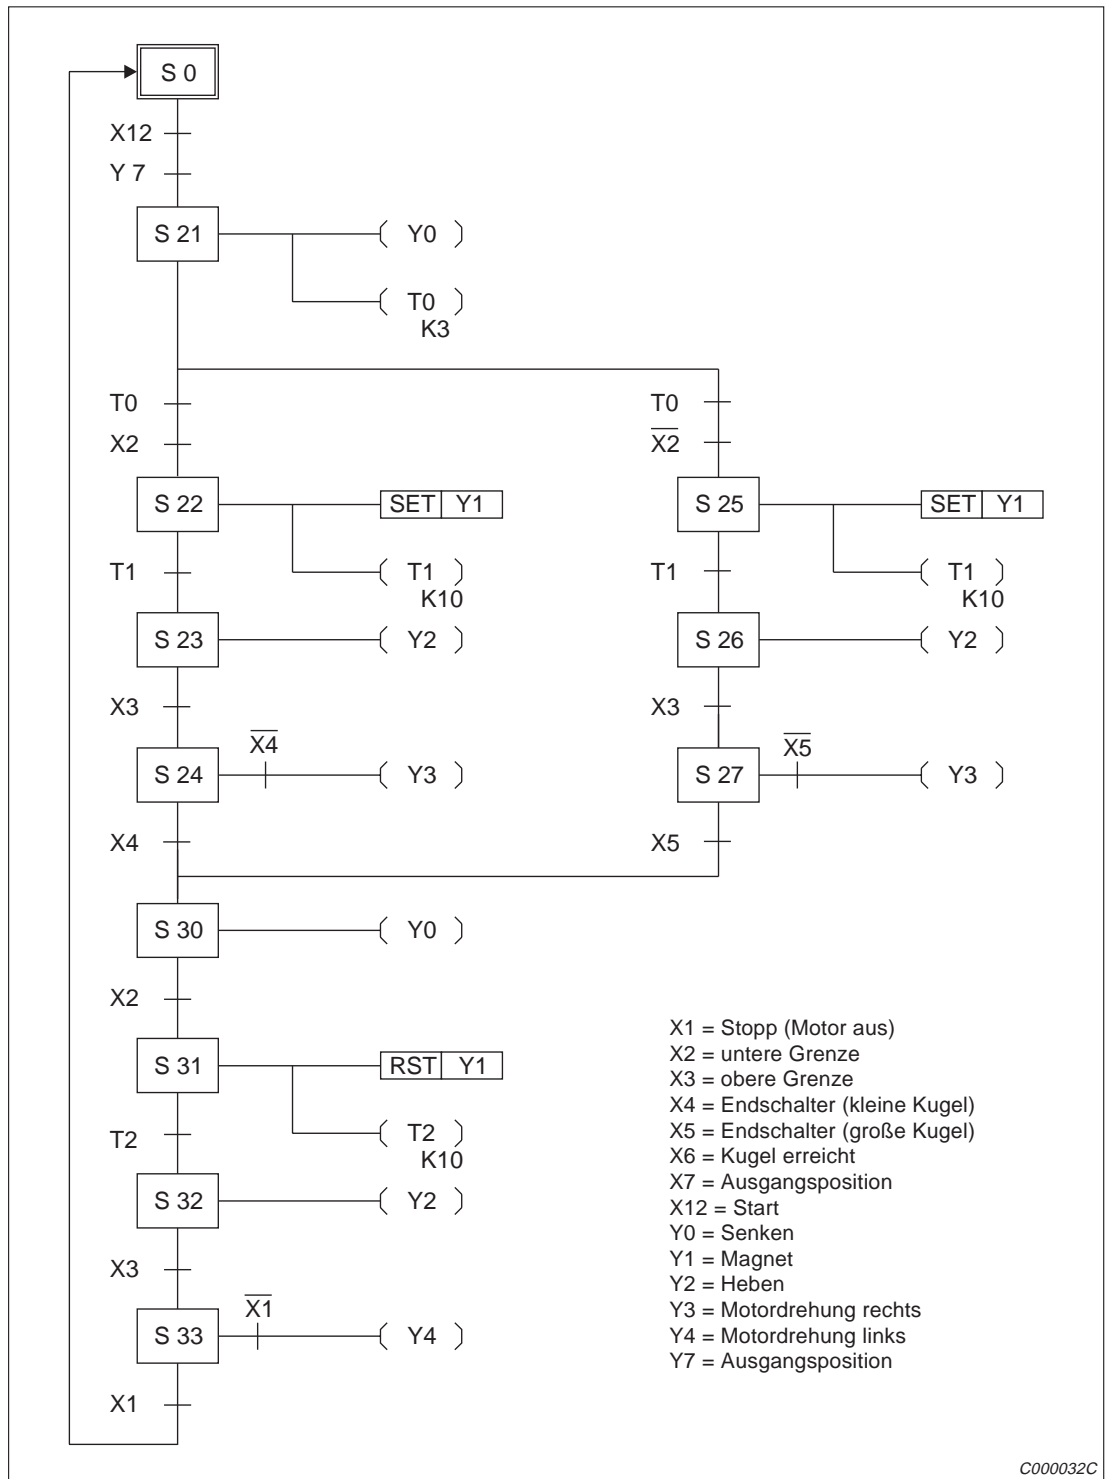 S 0
X12
Y 7
S 21
( Y0 )
( T0 )
K3
T0
T0
X2
X̅2̅
S 22
SET Y1
S 25
SET Y1
T1
( T1 )
K10
T1
( T1 )
K10
S 23
( Y2 )
S 26
( Y2 )
X3
X3
S 24
X̅4̅
( Y3 )
S 27
X̅5̅
( Y3 )
X4
X5
S 30
( Y0 )
X2
S 31
RST Y1
T2
( T2 )
K10
S 32
( Y2 )
X3
S 33
X̅1̅
( Y4 )
X1
X1 = Stopp (Motor aus)
X2 = untere Grenze
X3 = obere Grenze
X4 = Endschalter (kleine Kugel)
X5 = Endschalter (große Kugel)
X6 = Kugel erreicht
X7 = Ausgangsposition
X12 = Start
Y0 = Senken
Y1 = Magnet
Y2 = Heben
Y3 = Motordrehung rechts
Y4 = Motordrehung links
Y7 = Ausgangsposition
C000032C